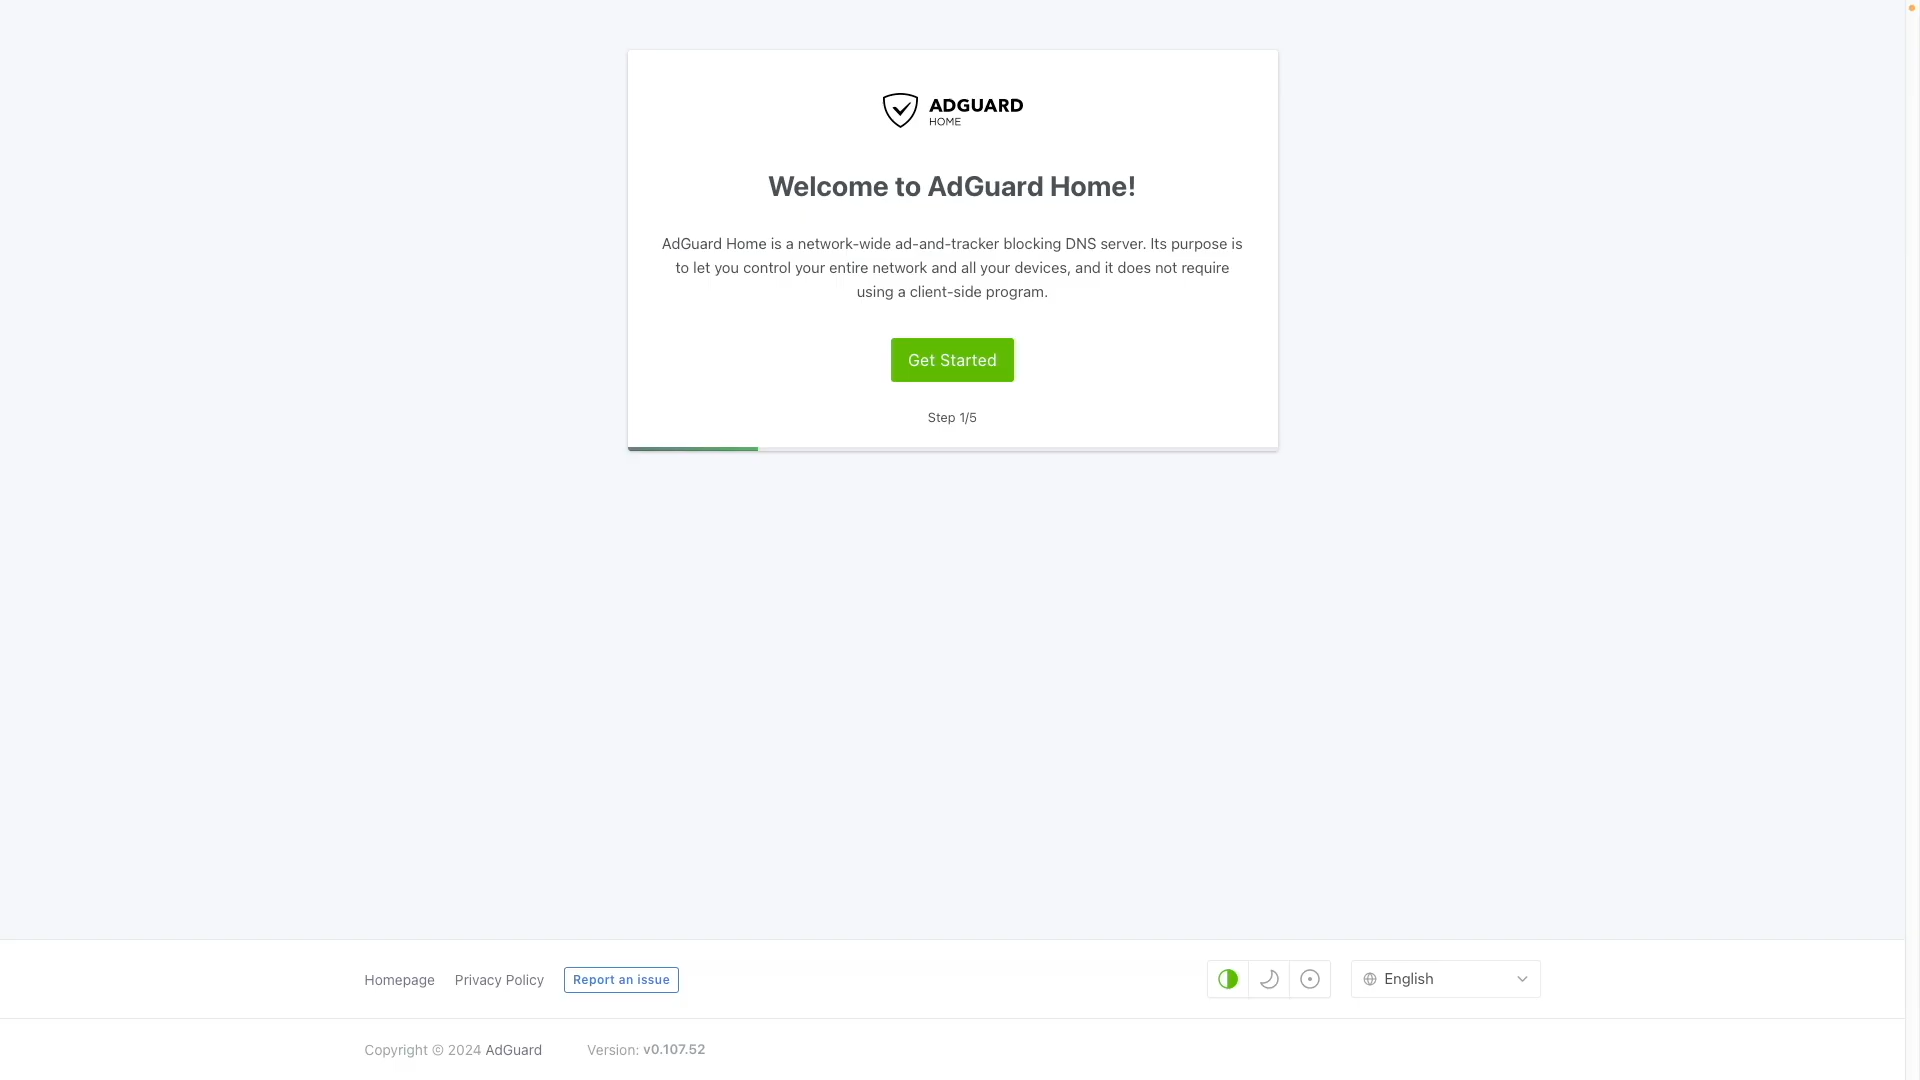 ADGUARD
HOME
Welcome to AdGuard Home!
AdGuard Home is a network-wide ad-and-tracker blocking DNS server. Its purpose is
to let you control your entire network and all your devices, and it does not require
using a client-side program.
Get Started
Step 1/5
Homepage Privacy Policy Report an issue English
Copyright © 2024 AdGuard Version: v0.107.52